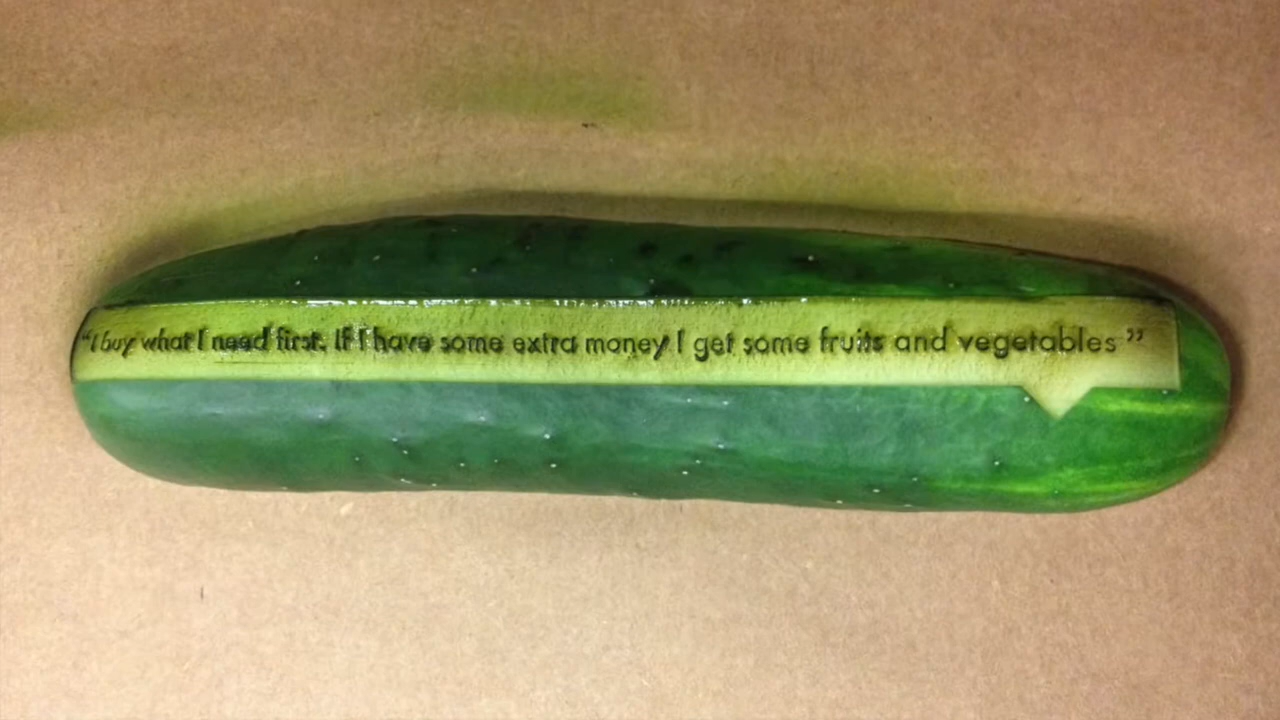 “I buy what I need first. If I have some extra money I get some fruits and vegetables”